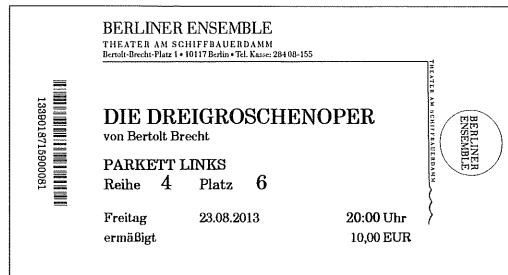 BERLINER ENSEMBLE
THEATER AM SCHIFFBAUERDAMM
Bertolt-Brecht-Platz 1 • 10117 Berlin • Tel. Kasse: 284 08-155
DIE DREIGROSCHENOPER
von Bertolt Brecht
PARKETT LINKS
Reihe 4 Platz 6
Freitag 23.08.2013 20:00 Uhr
ermäßigt 10,00 EUR
1339019715900081
THEATER AM SCHIFFBAUERDAMM
BERLINER
ENSEMBLE